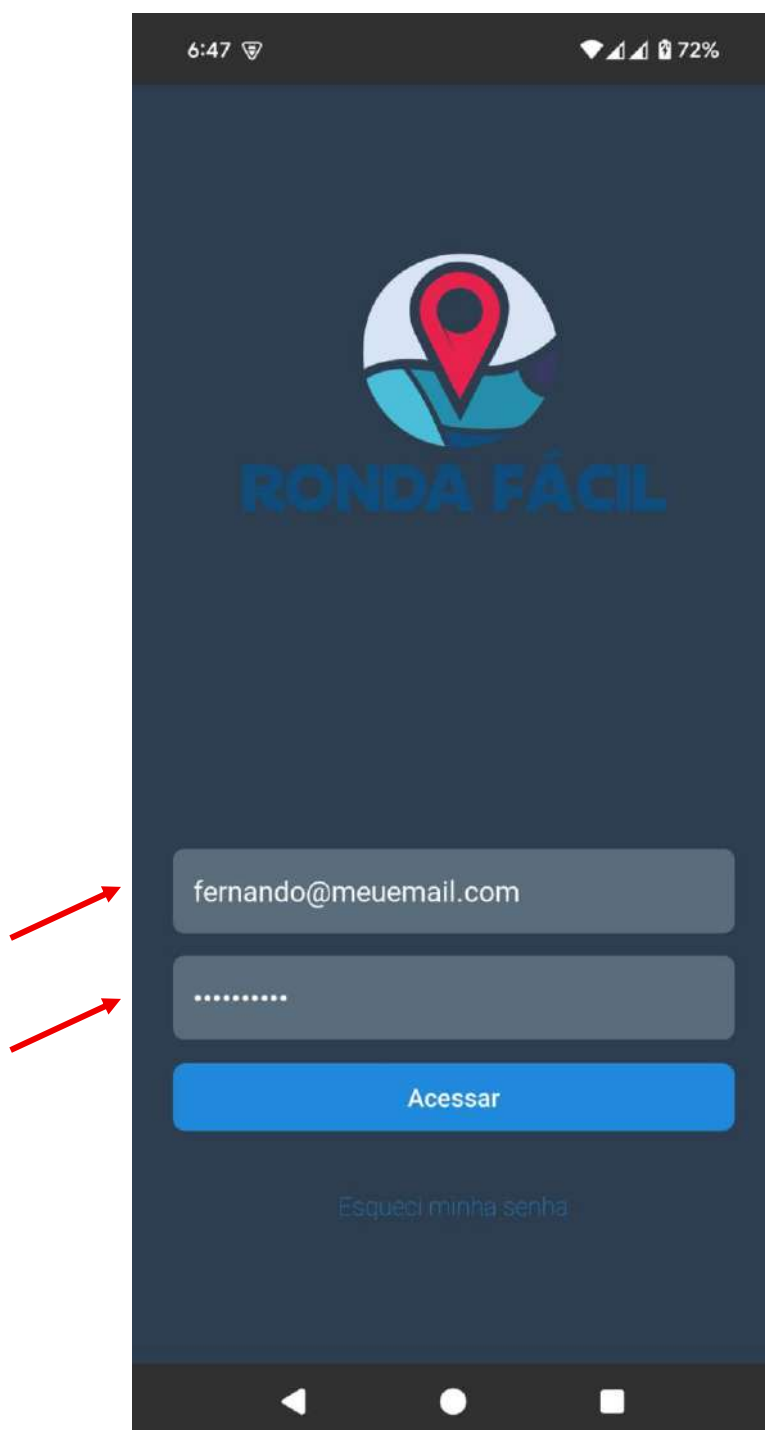 6:47
72%
RONDA FÁCIL
fernando@meuemail.com
••••••••••
Acessar
Esqueci minha senha